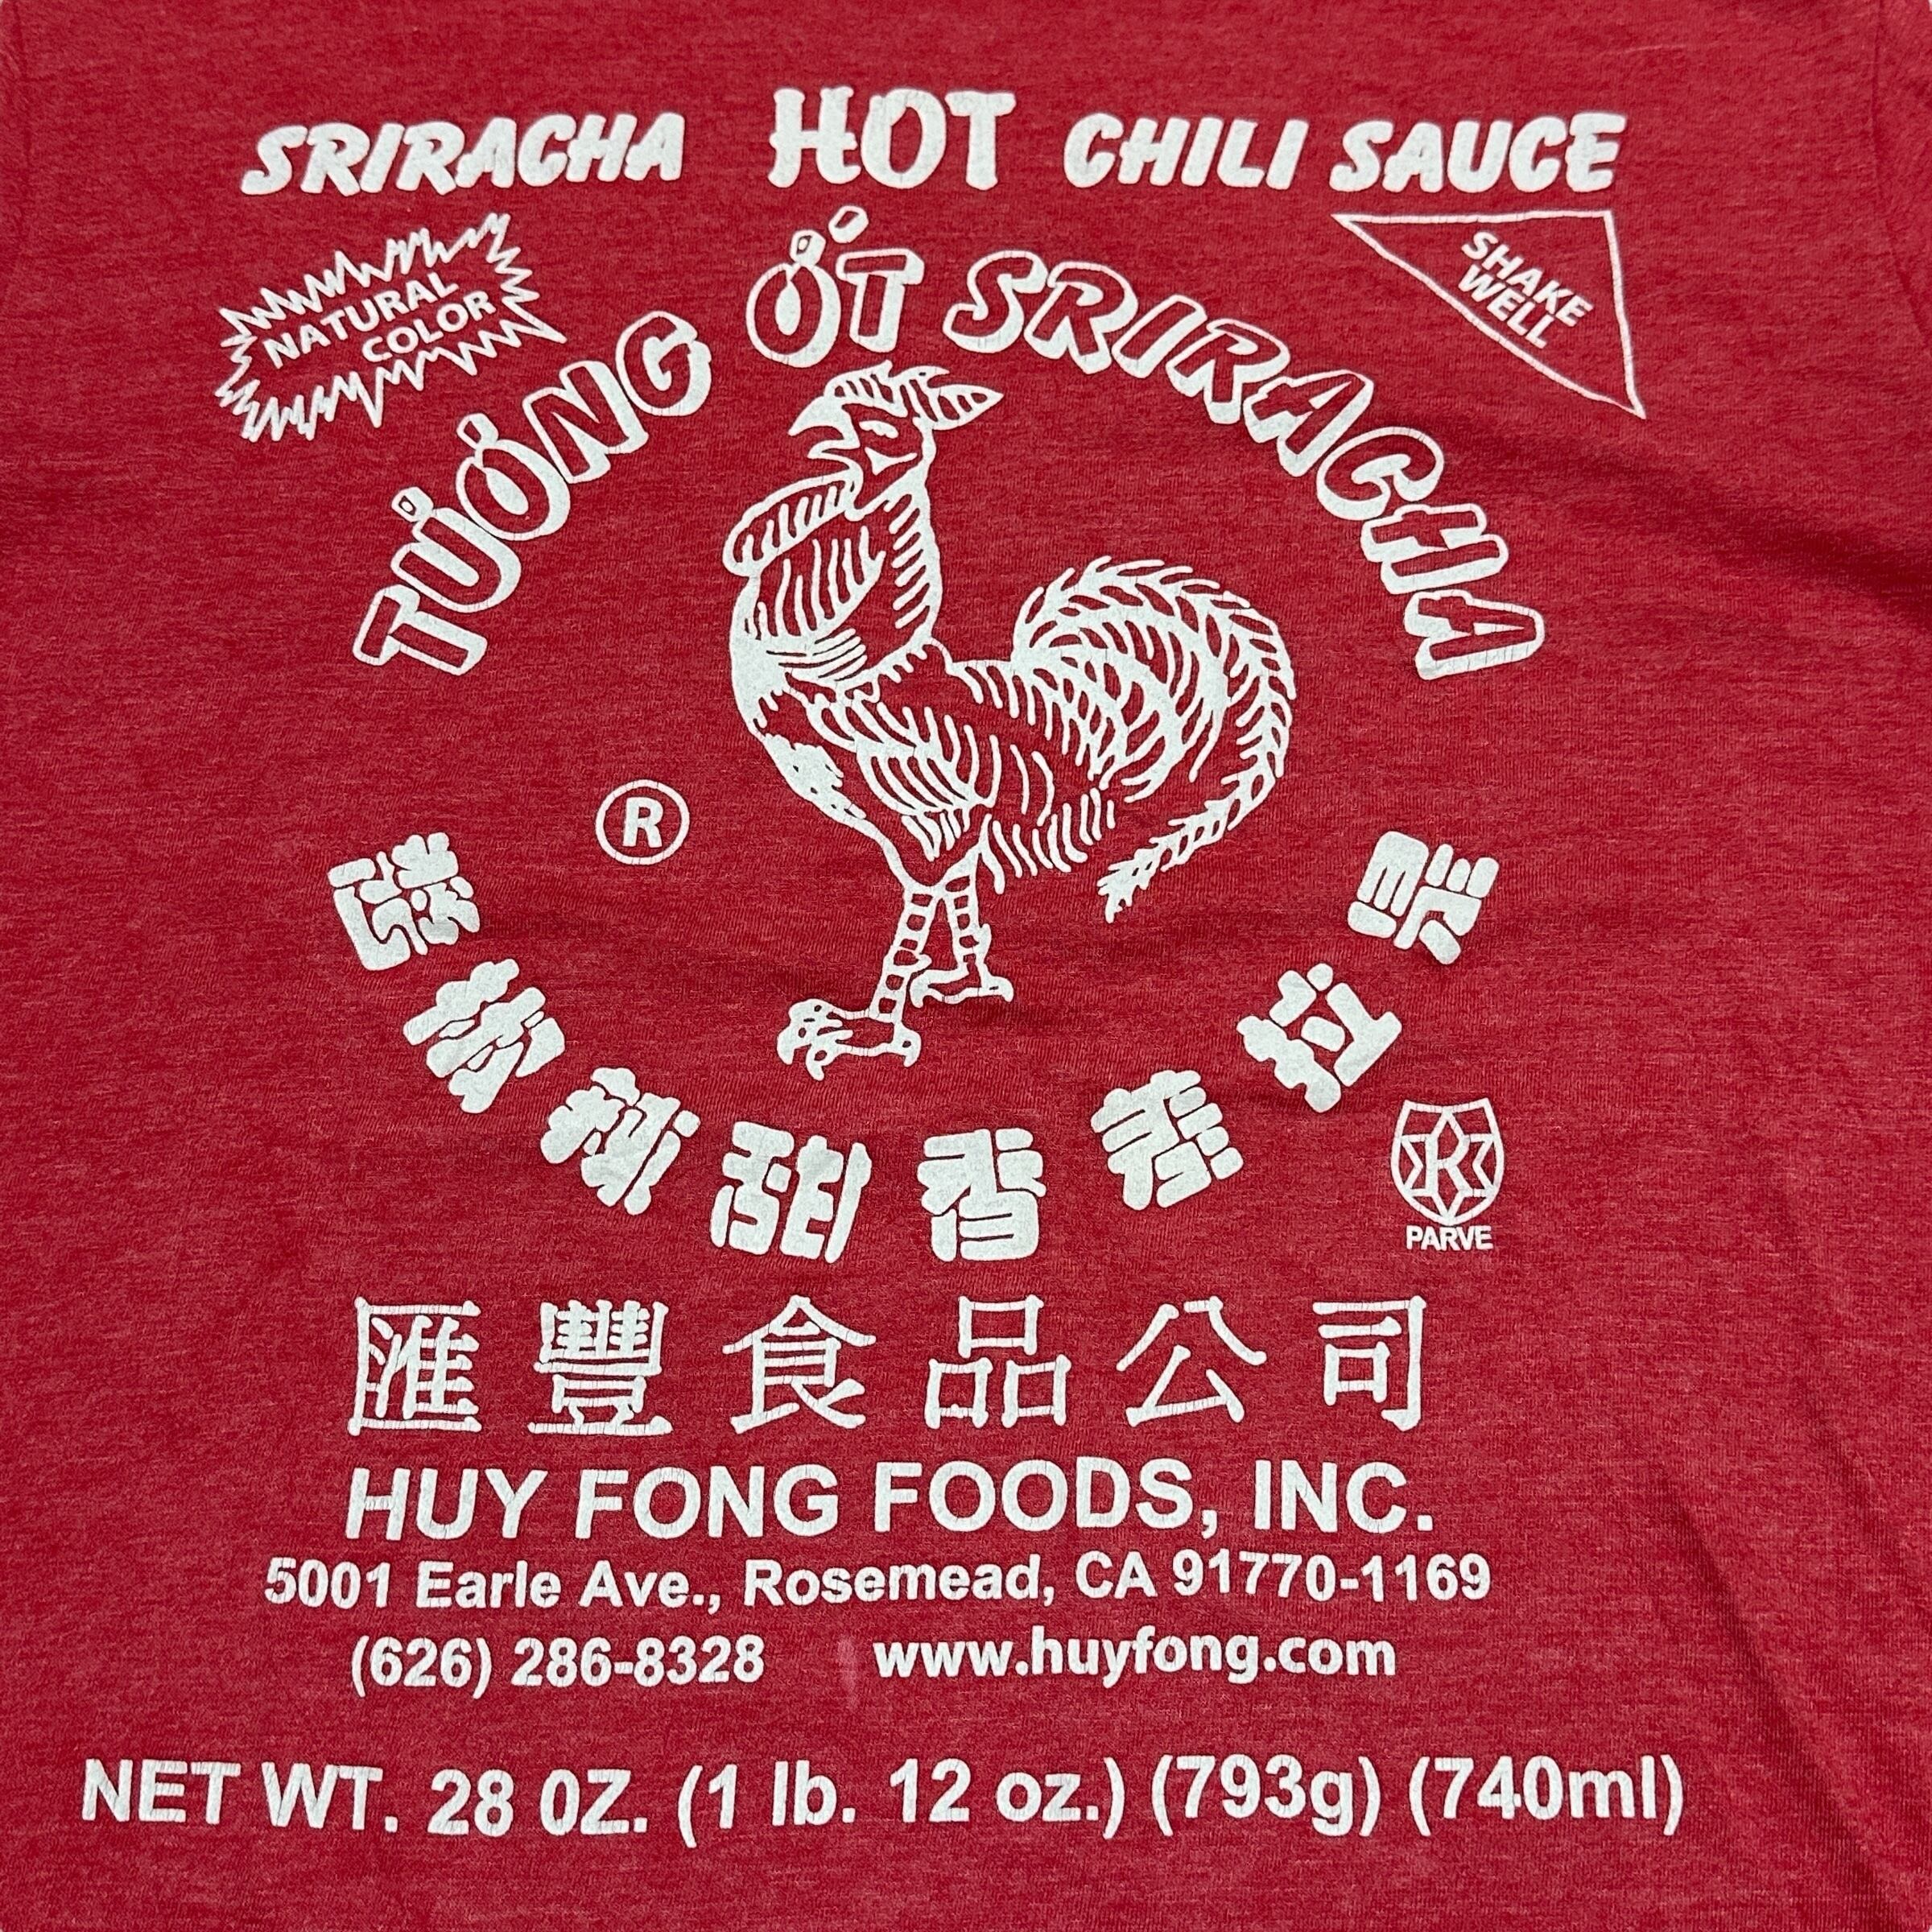 SRIRACHA HOT CHILI SAUCE
NATURAL
COLOR
SHAKE
WELL
TƯƠNG ỚT SRIRACHA
®
是拉差香甜辣椒醬
R
PARVE
匯豐食品公司
HUY FONG FOODS, INC.
5001 Earle Ave., Rosemead, CA 91770-1169
(626) 286-8328 www.huyfong.com
NET WT. 28 OZ. (1 lb. 12 oz.) (793g) (740ml)